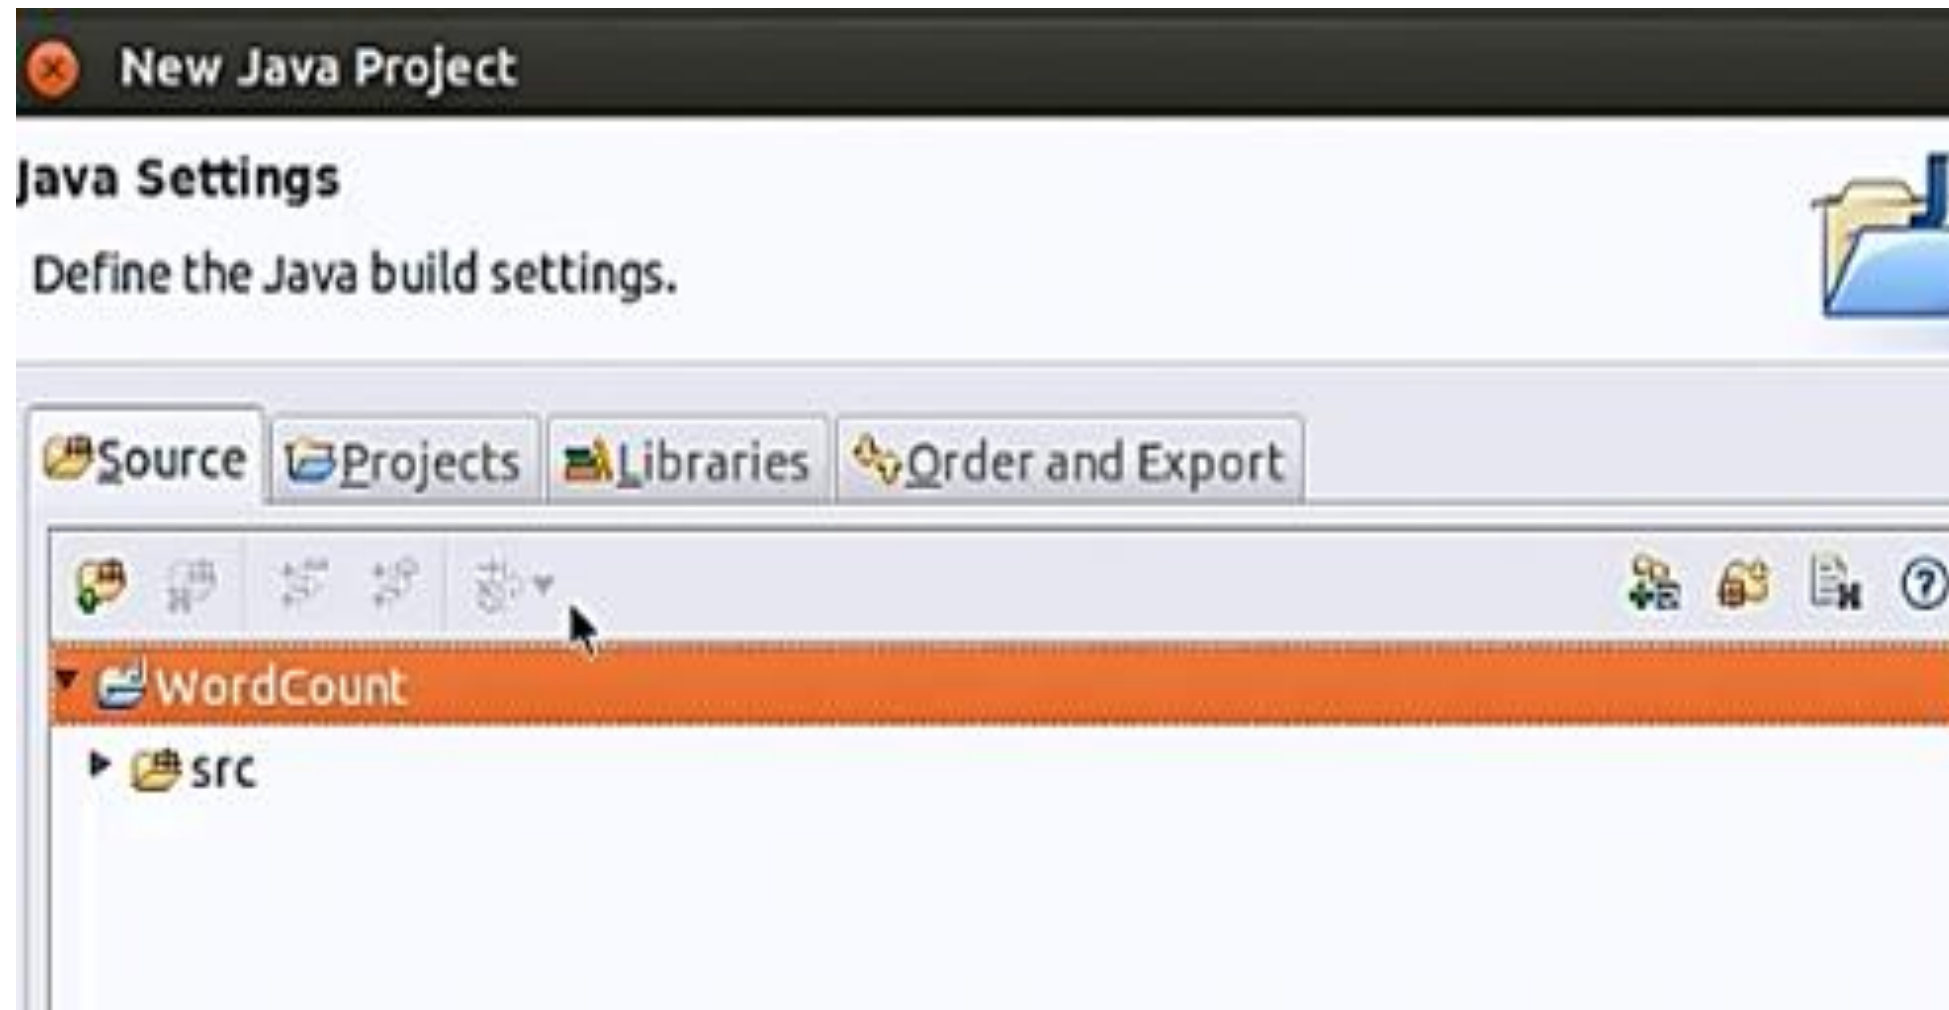 New Java Project
Java Settings
Define the Java build settings.
Source Projects Libraries Order and Export
WordCount
src